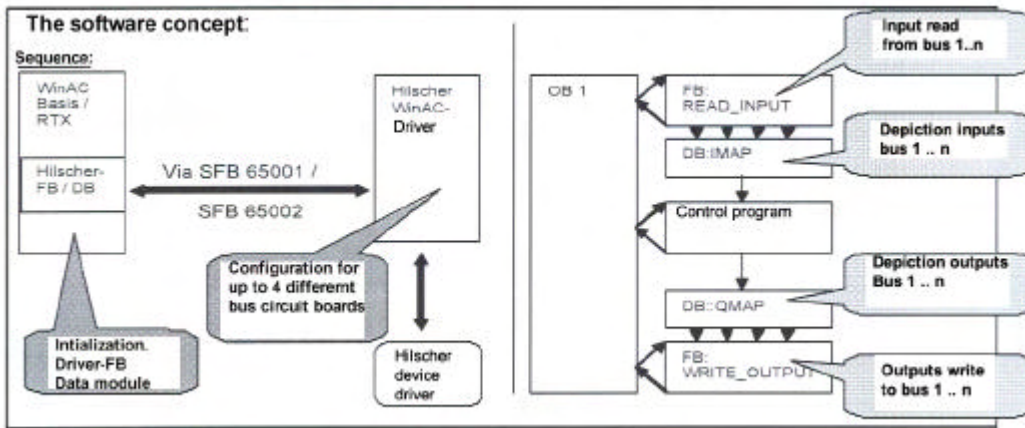 The software concept:
Sequence:
WinAC
Basis /
RTX
Hilscher-
FB / DB
Via SFB 65001 /
SFB 65002
Hilscher
WinAC-
Driver
Configuration for
up to 4 differernt
bus circuit boards
Intialization.
Driver-FB
Data module
Hilscher
device
driver
OB 1
FB:
READ_INPUT
Input read
from bus 1..n
DB:IMAP
Depiction inputs
bus 1 .. n
Control program
Depiction outputs
Bus 1 .. n
DB::QMAP
FB:
WRITE_OUTPUT
Outputs write
to bus 1 .. n